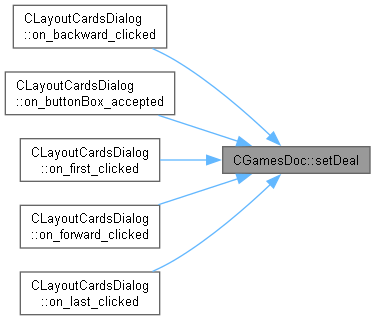 CLayoutCardsDialog
::on_backward_clicked
CLayoutCardsDialog
::on_buttonBox_accepted
CLayoutCardsDialog
::on_first_clicked
CGamesDoc::setDeal
CLayoutCardsDialog
::on_forward_clicked
CLayoutCardsDialog
::on_last_clicked